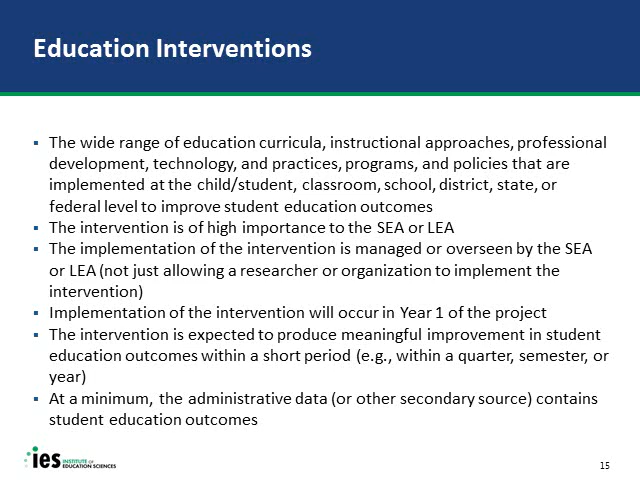 Education Interventions
▪ The wide range of education curricula, instructional approaches, professional
development, technology, and practices, programs, and policies that are
implemented at the child/student, classroom, school, district, state, or
federal level to improve student education outcomes
▪ The intervention is of high importance to the SEA or LEA
▪ The implementation of the intervention is managed or overseen by the SEA
or LEA (not just allowing a researcher or organization to implement the
intervention)
▪ Implementation of the intervention will occur in Year 1 of the project
▪ The intervention is expected to produce meaningful improvement in student
education outcomes within a short period (e.g., within a quarter, semester, or
year)
▪ At a minimum, the administrative data (or other secondary source) contains
student education outcomes
ies INSTITUTE OF
EDUCATION SCIENCES
15